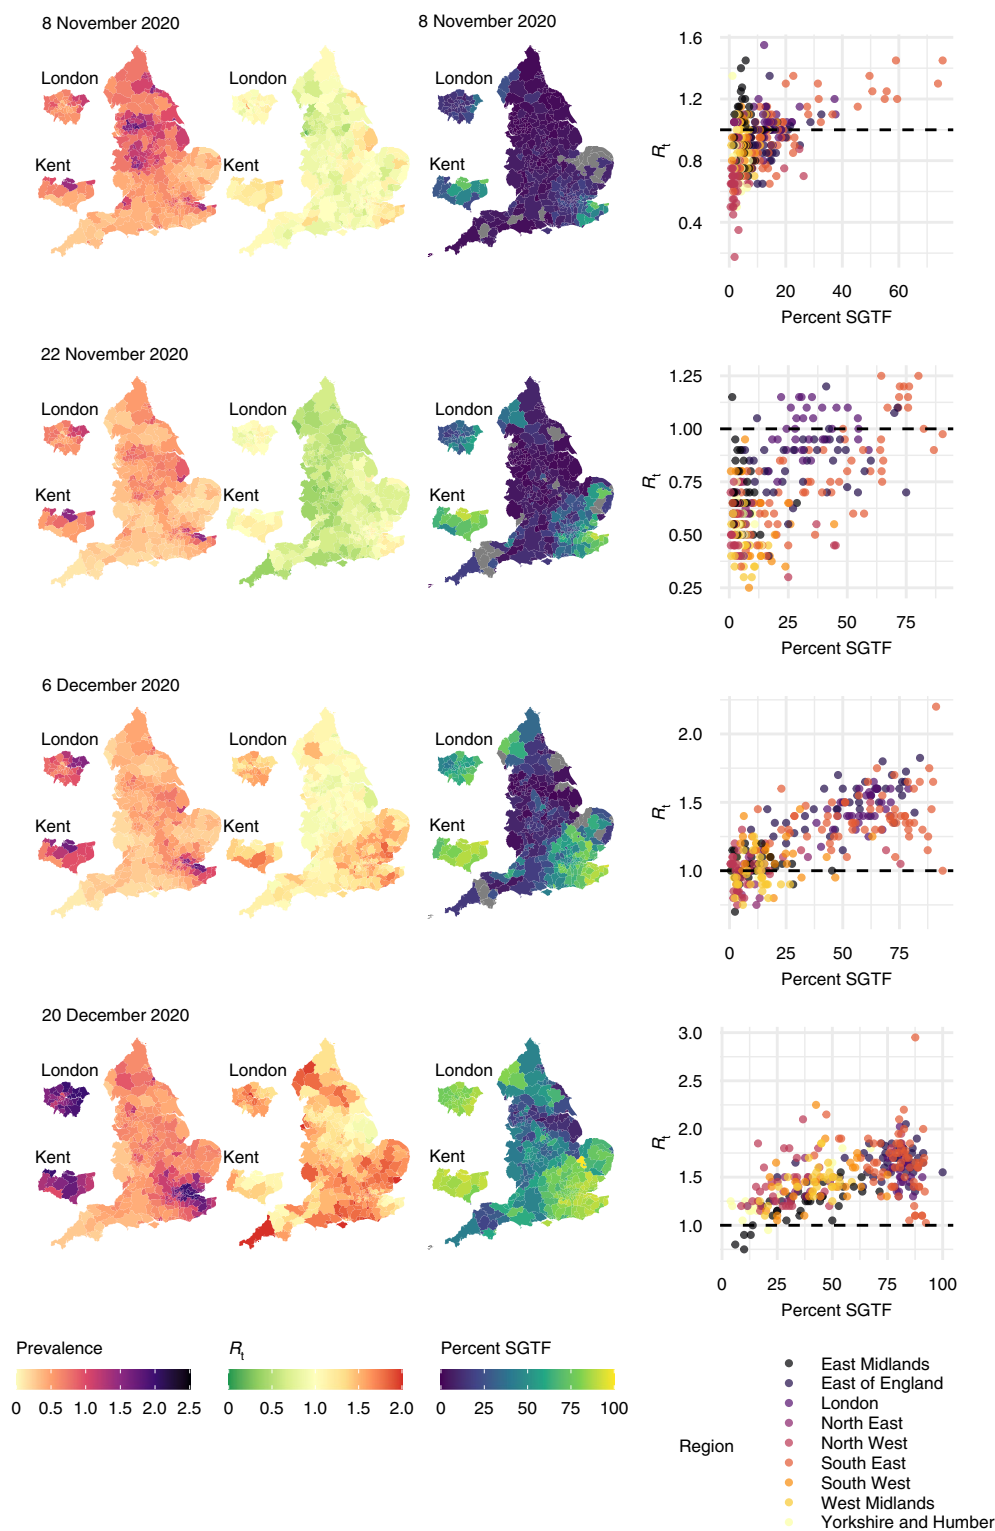 8 November 2020
8 November 2020
London
London
London
Kent
Kent
Kent
1.6
1.2
0.8
0.4
Rt
0 20 40 60
Percent SGTF
22 November 2020
London
London
London
Kent
Kent
Kent
1.25
1.00
0.75
0.50
0.25
Rt
0 25 50 75
Percent SGTF
6 December 2020
London
London
London
Kent
Kent
Kent
2.0
1.5
1.0
Rt
0 25 50 75
Percent SGTF
20 December 2020
London
London
London
Kent
Kent
Kent
3.0
2.5
2.0
1.5
1.0
Rt
0 25 50 75 100
Percent SGTF
Prevalence
0 0.5 1.0 1.5 2.0 2.5
Rt
0 0.5 1.0 1.5 2.0
Percent SGTF
0 25 50 75 100
Region
East Midlands
East of England
London
North East
North West
South East
South West
West Midlands
Yorkshire and Humber